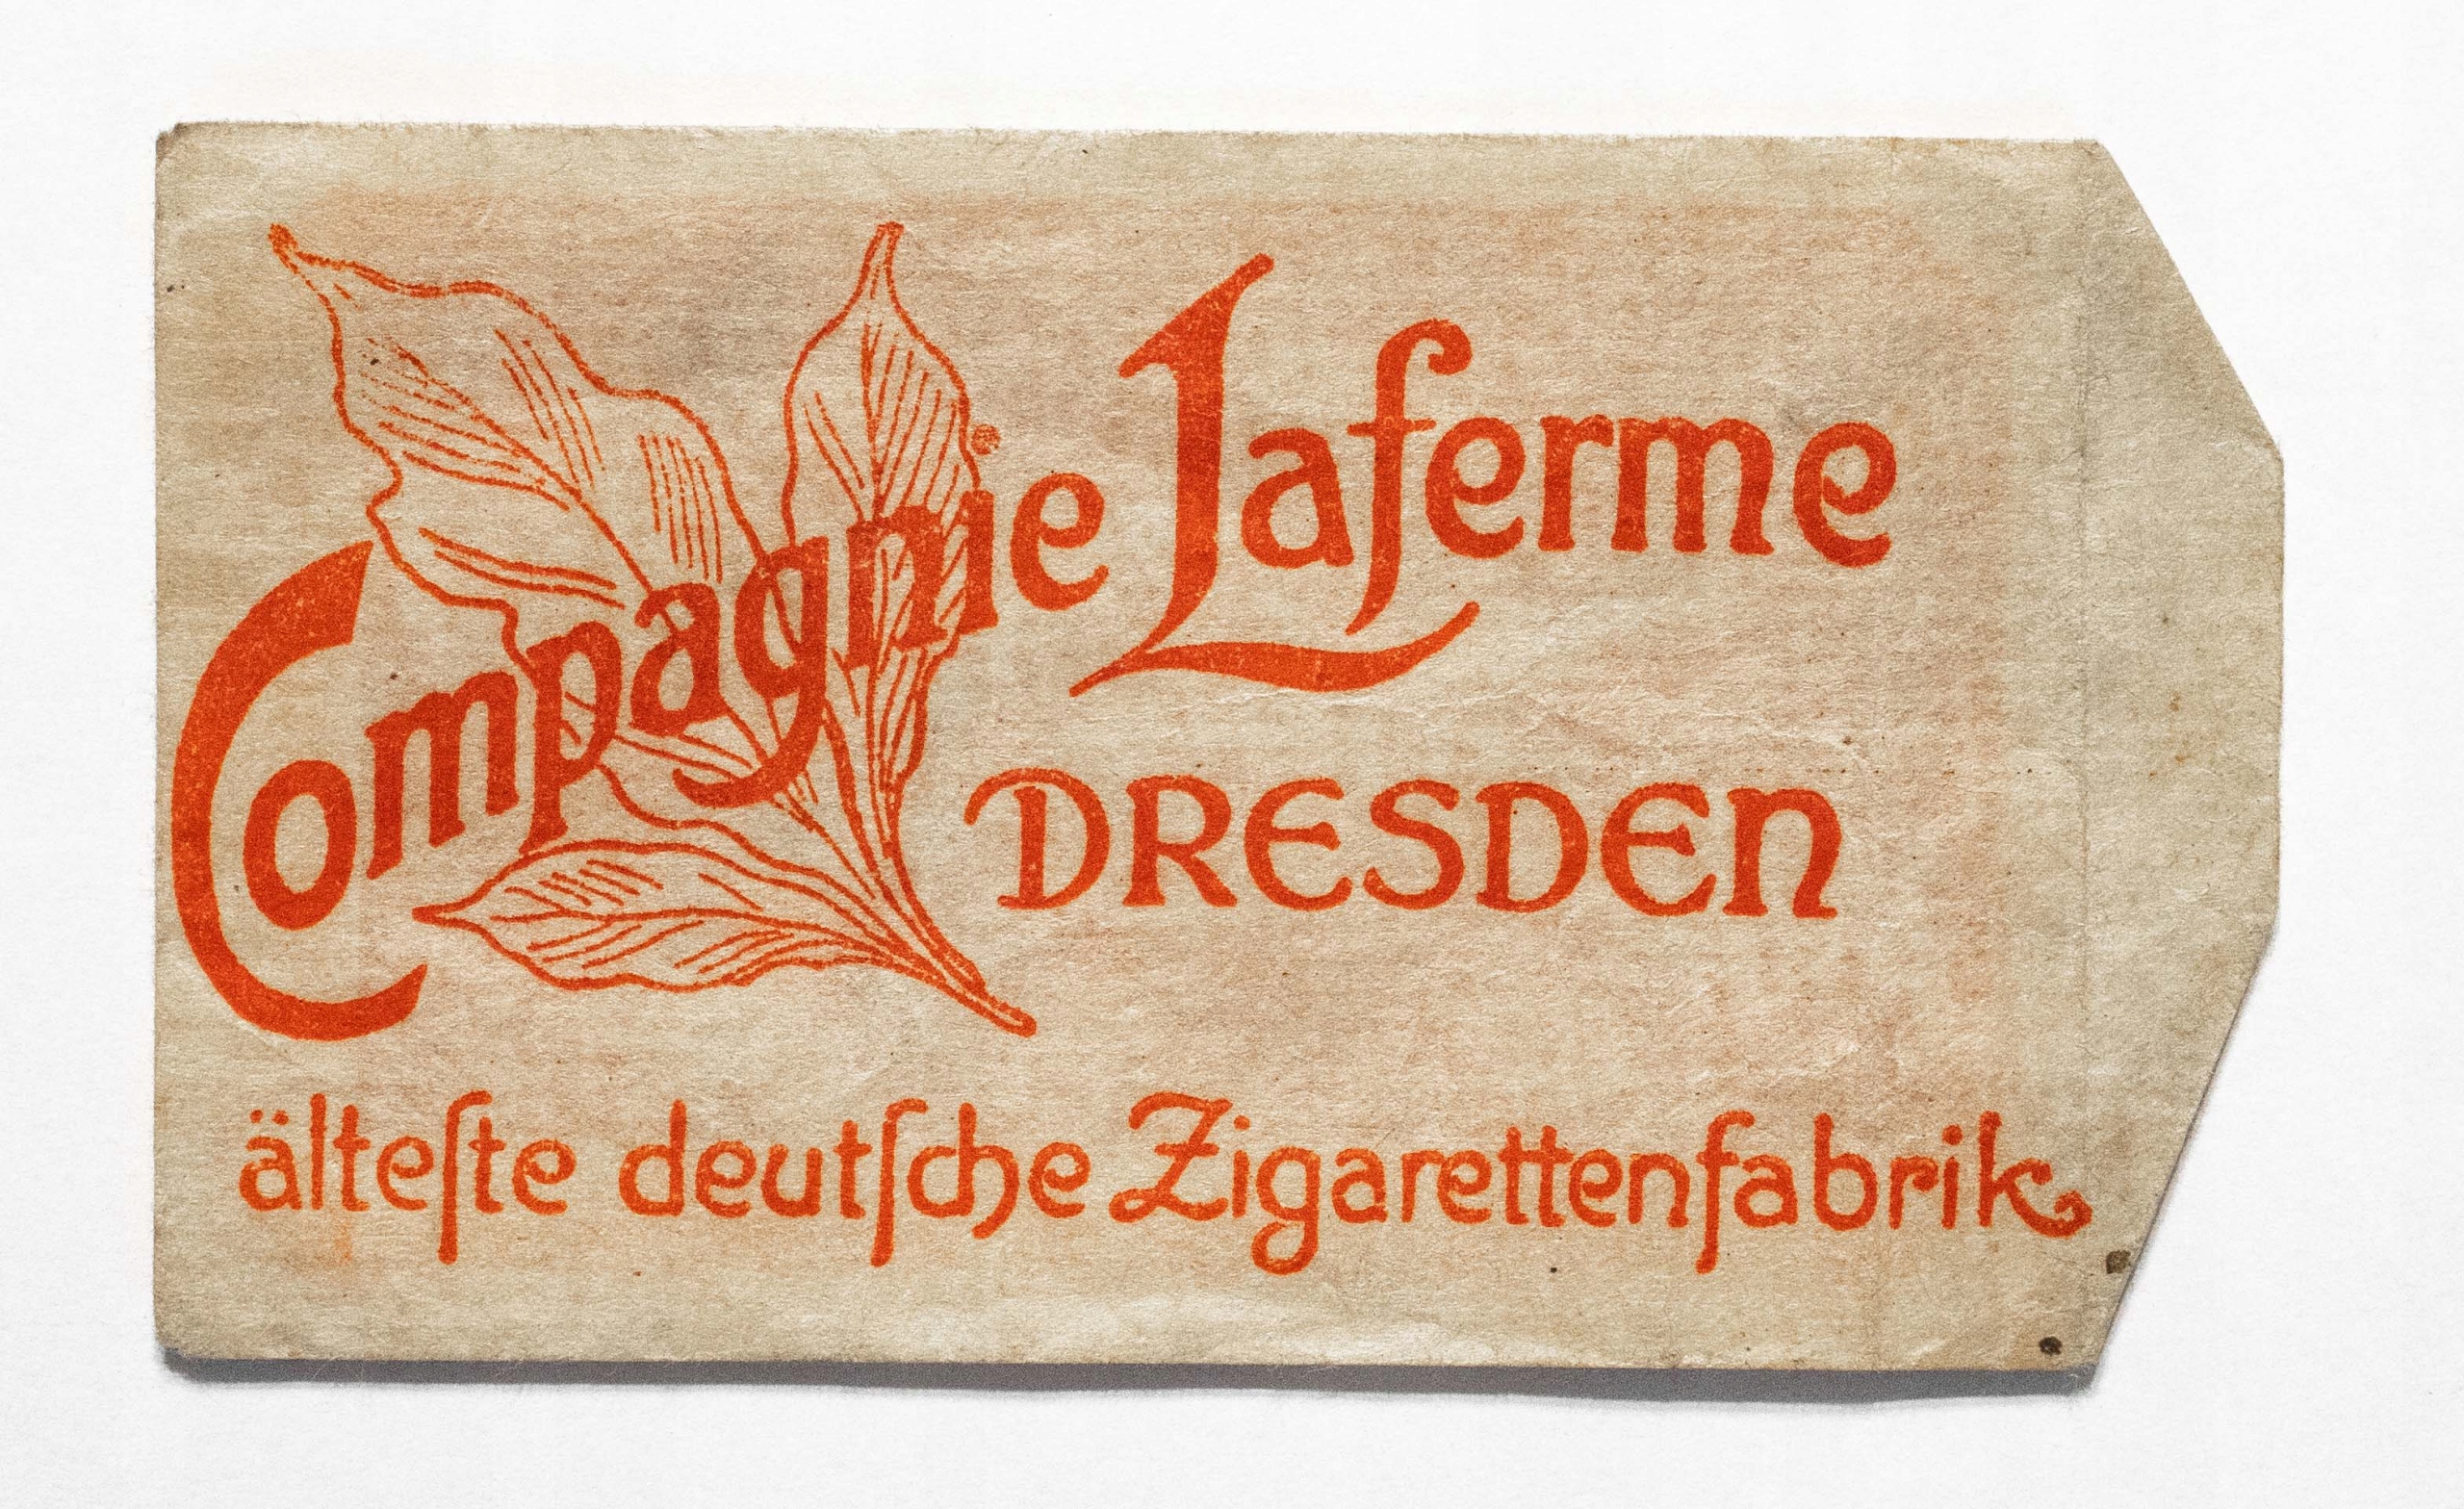 Compagnie Laferme
DRESDEN
älteſte deutſche Zigarettenfabrik